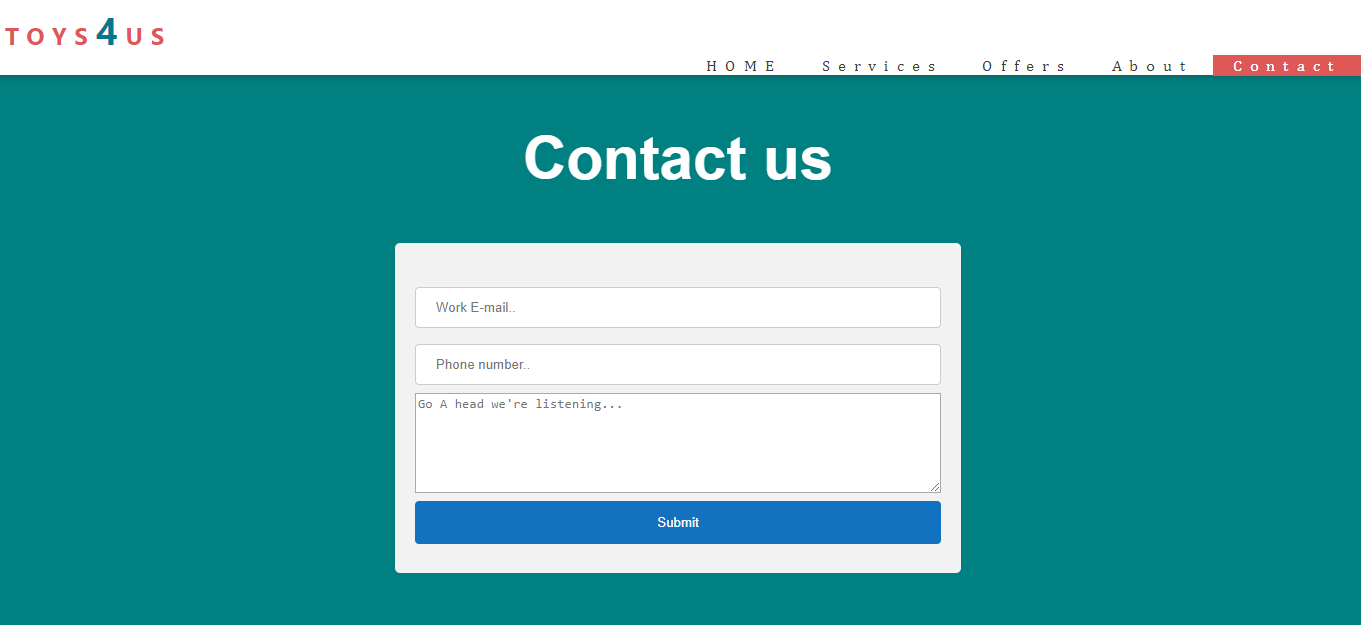 TOYS4US
HOME Services Offers About Contact
Contact us
Work E-mail..
Phone number..
Go A head we're listening...
Submit